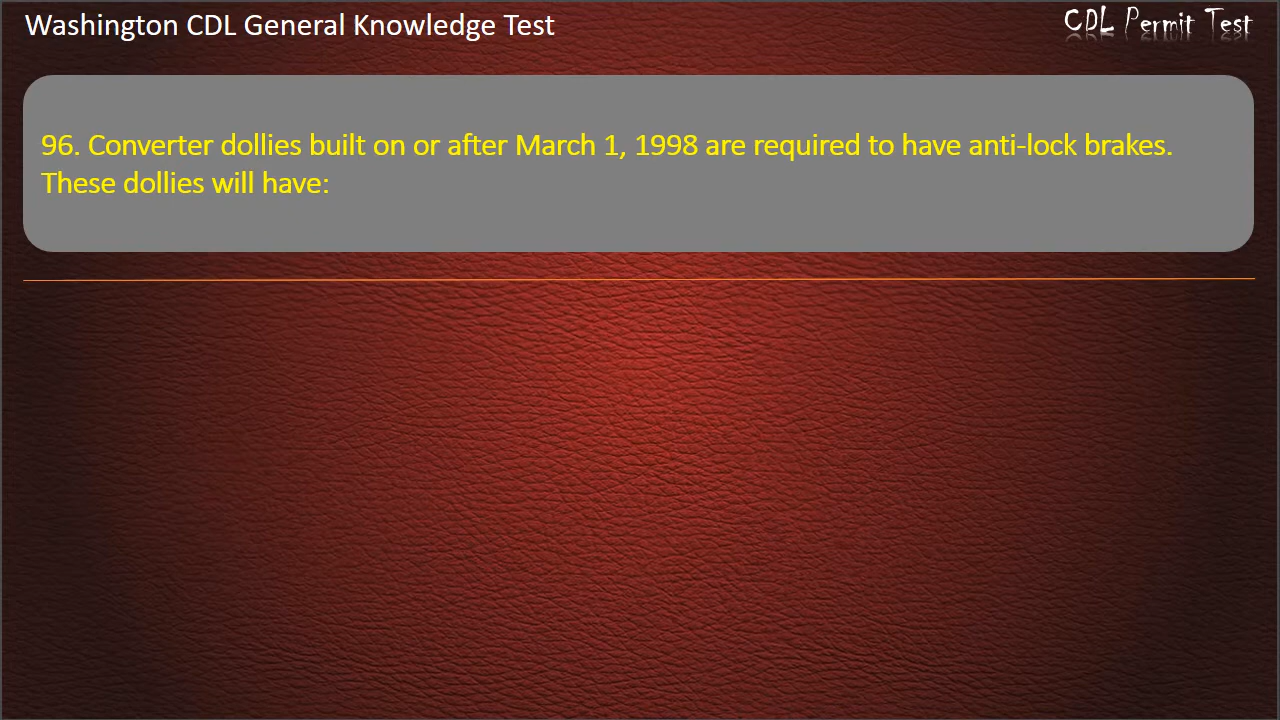 Washington CDL General Knowledge Test
CDL Permit Test
96. Converter dollies built on or after March 1, 1998 are required to have anti-lock brakes.
These dollies will have: